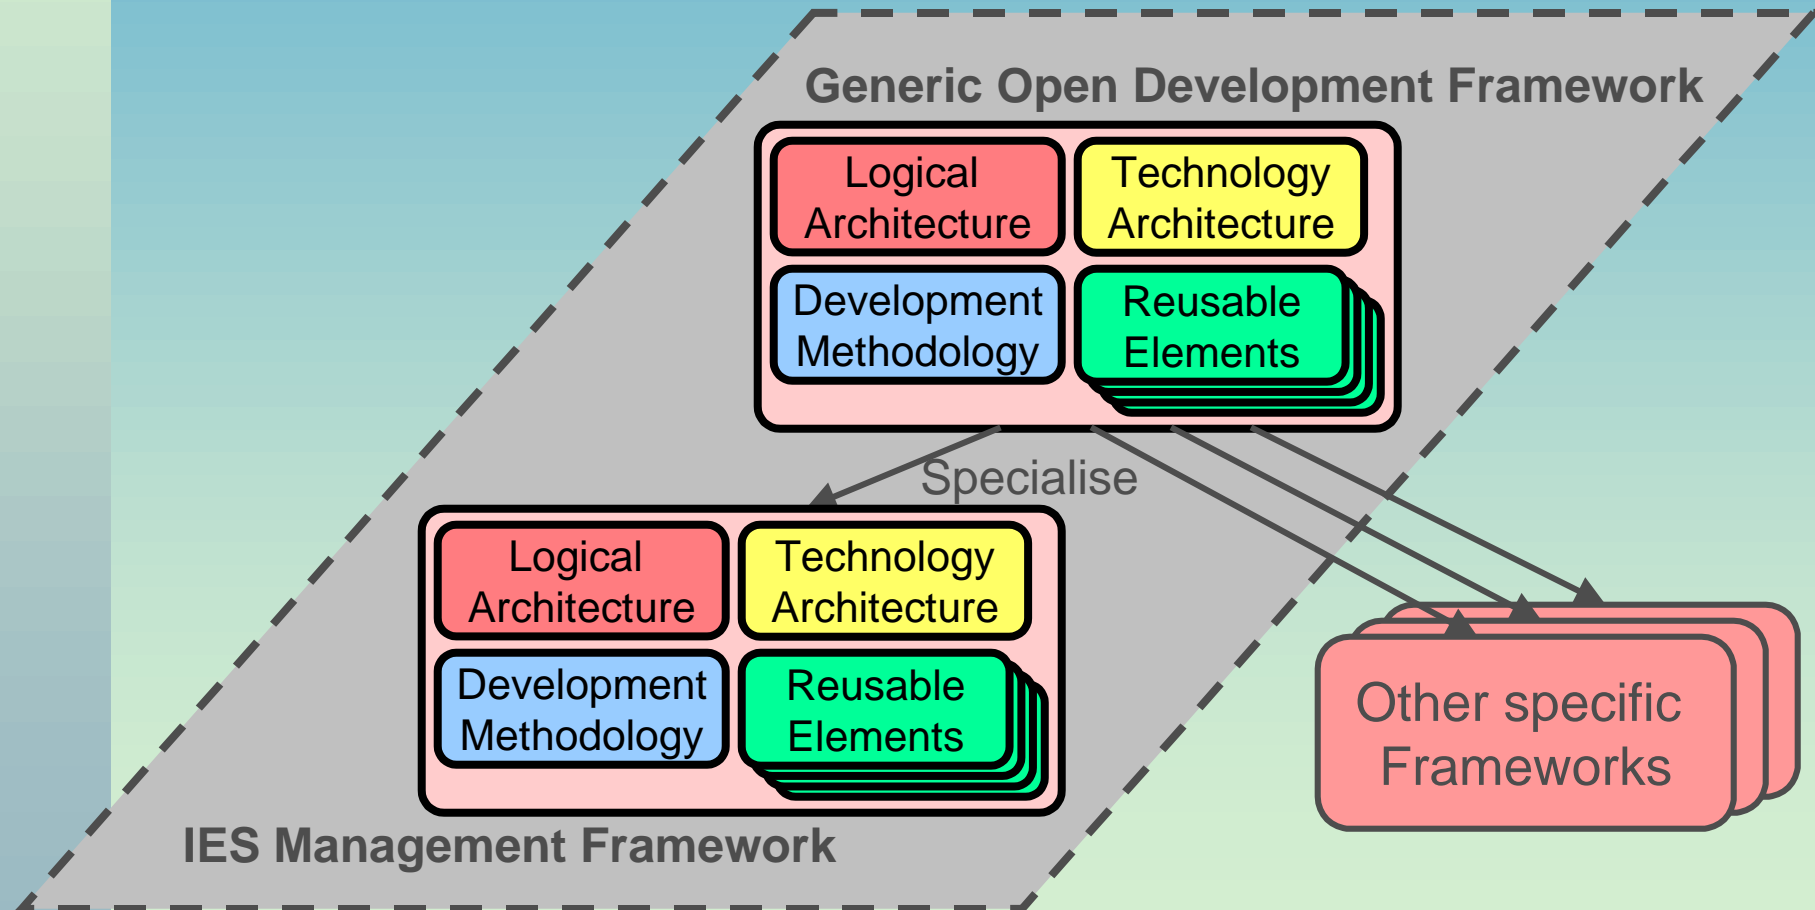 Generic Open Development Framework
Logical
Architecture
Technology
Architecture
Development
Methodology
Reusable
Elements
Specialise
Logical
Architecture
Technology
Architecture
Development
Methodology
Reusable
Elements
Other specific
Frameworks
IES Management Framework